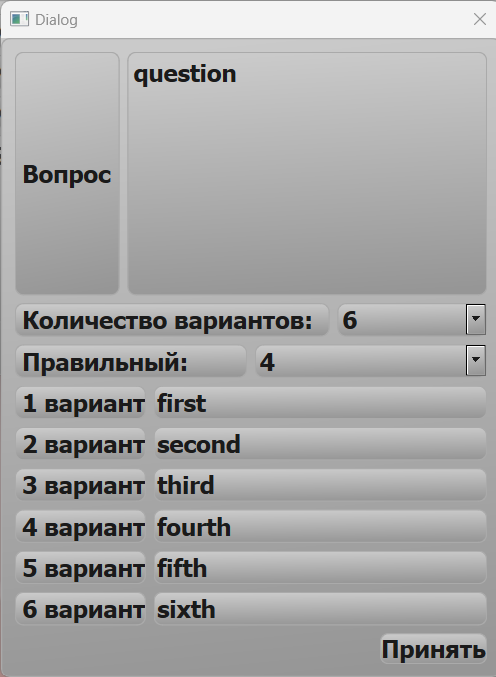 Dialog
Вопрос question
Количество вариантов: 6
Правильный: 4
1 вариант first
2 вариант second
3 вариант third
4 вариант fourth
5 вариант fifth
6 вариант sixth
Принять